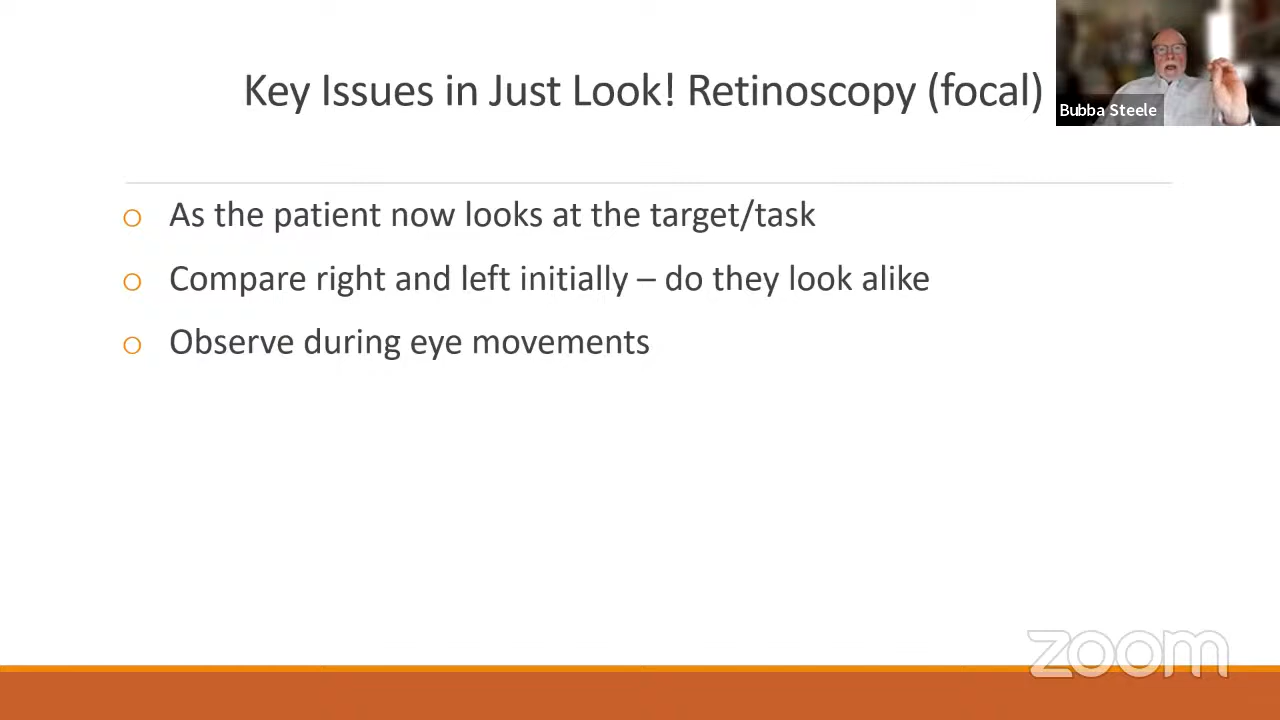 Key Issues in Just Look! Retinoscopy (focal)
Bubba Steele
o As the patient now looks at the target/task
o Compare right and left initially – do they look alike
o Observe during eye movements
zoom